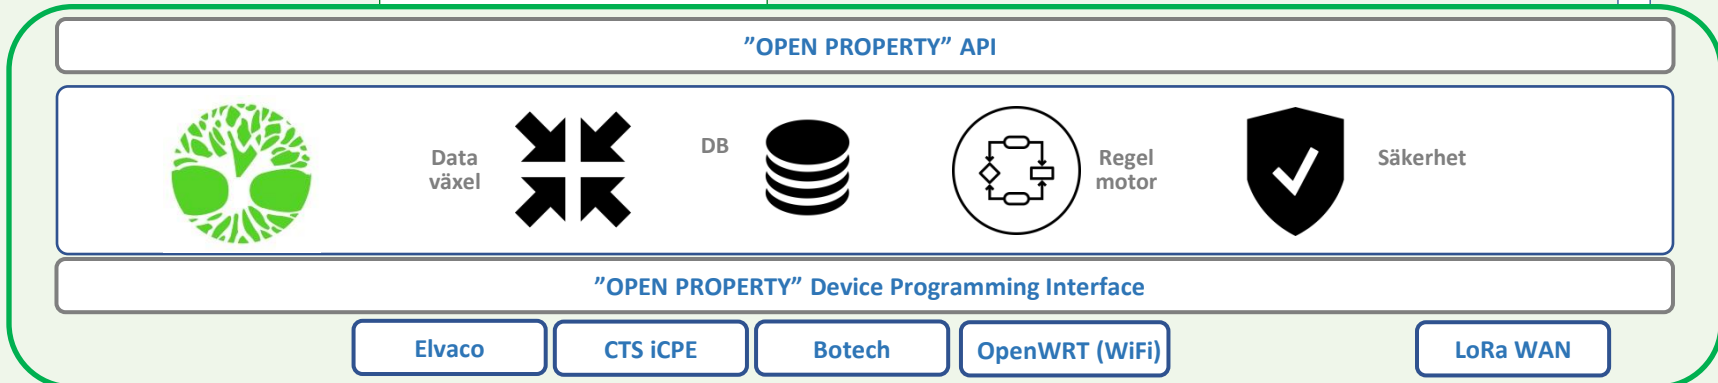 ”OPEN PROPERTY” API
Data
växel
DB
Regel
motor
Säkerhet
”OPEN PROPERTY” Device Programming Interface
Elvaco
CTS iCPE
Botech
OpenWRT (WiFi)
LoRa WAN